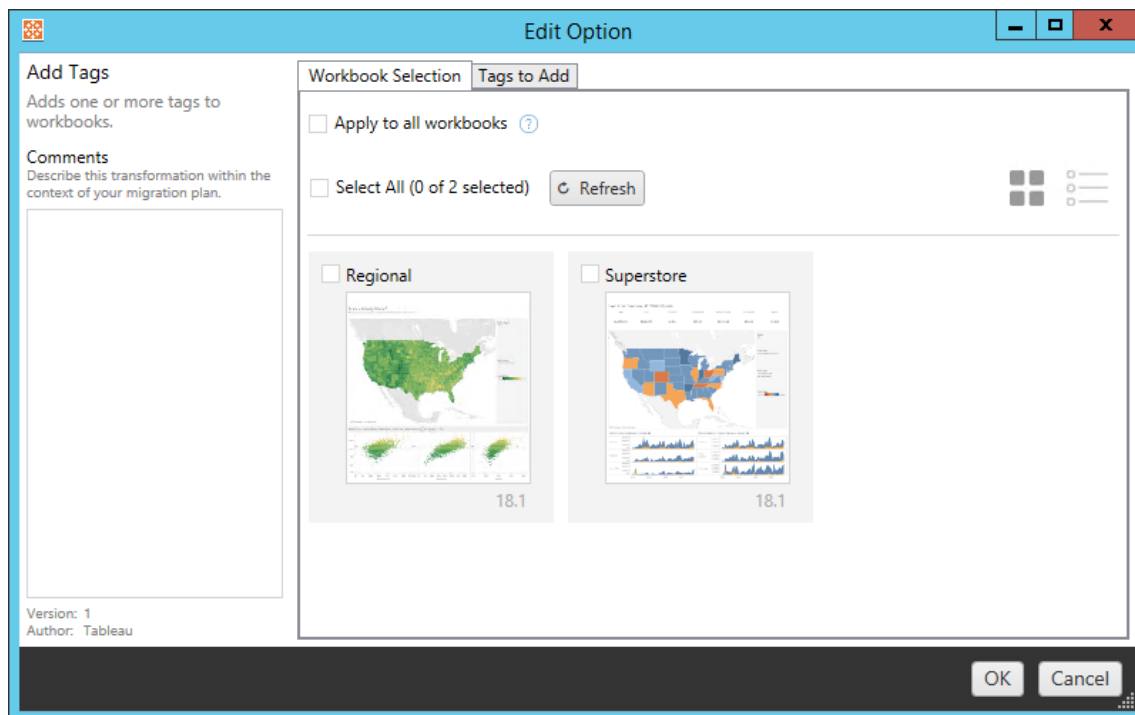 Edit Option
Add Tags
Adds one or more tags to
workbooks.
Comments
Describe this transformation within the
context of your migration plan.
Version: 1
Author: Tableau
Workbook Selection
Tags to Add
Apply to all workbooks ?
Select All (0 of 2 selected)
Refresh
Regional
18.1
Superstore
18.1
OK
Cancel